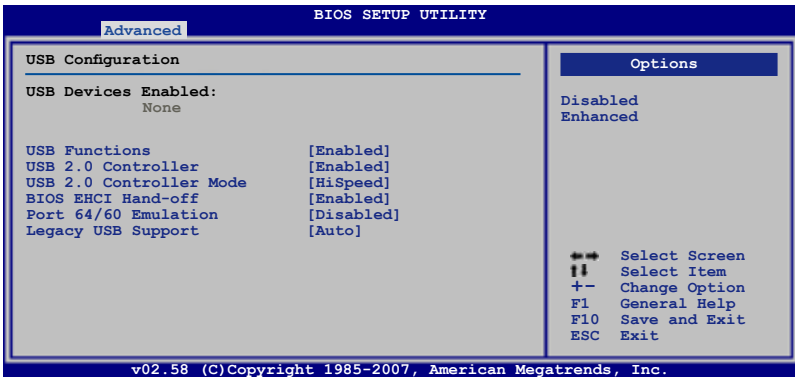 BIOS SETUP UTILITY
Advanced
USB Configuration
USB Devices Enabled:
None
USB Functions [Enabled]
USB 2.0 Controller [Enabled]
USB 2.0 Controller Mode [HiSpeed]
BIOS EHCI Hand-off [Enabled]
Port 64/60 Emulation [Disabled]
Legacy USB Support [Auto]
Options
Disabled
Enhanced
←→ Select Screen
↑↓ Select Item
+- Change Option
F1 General Help
F10 Save and Exit
ESC Exit
v02.58 (C)Copyright 1985-2007, American Megatrends, Inc.